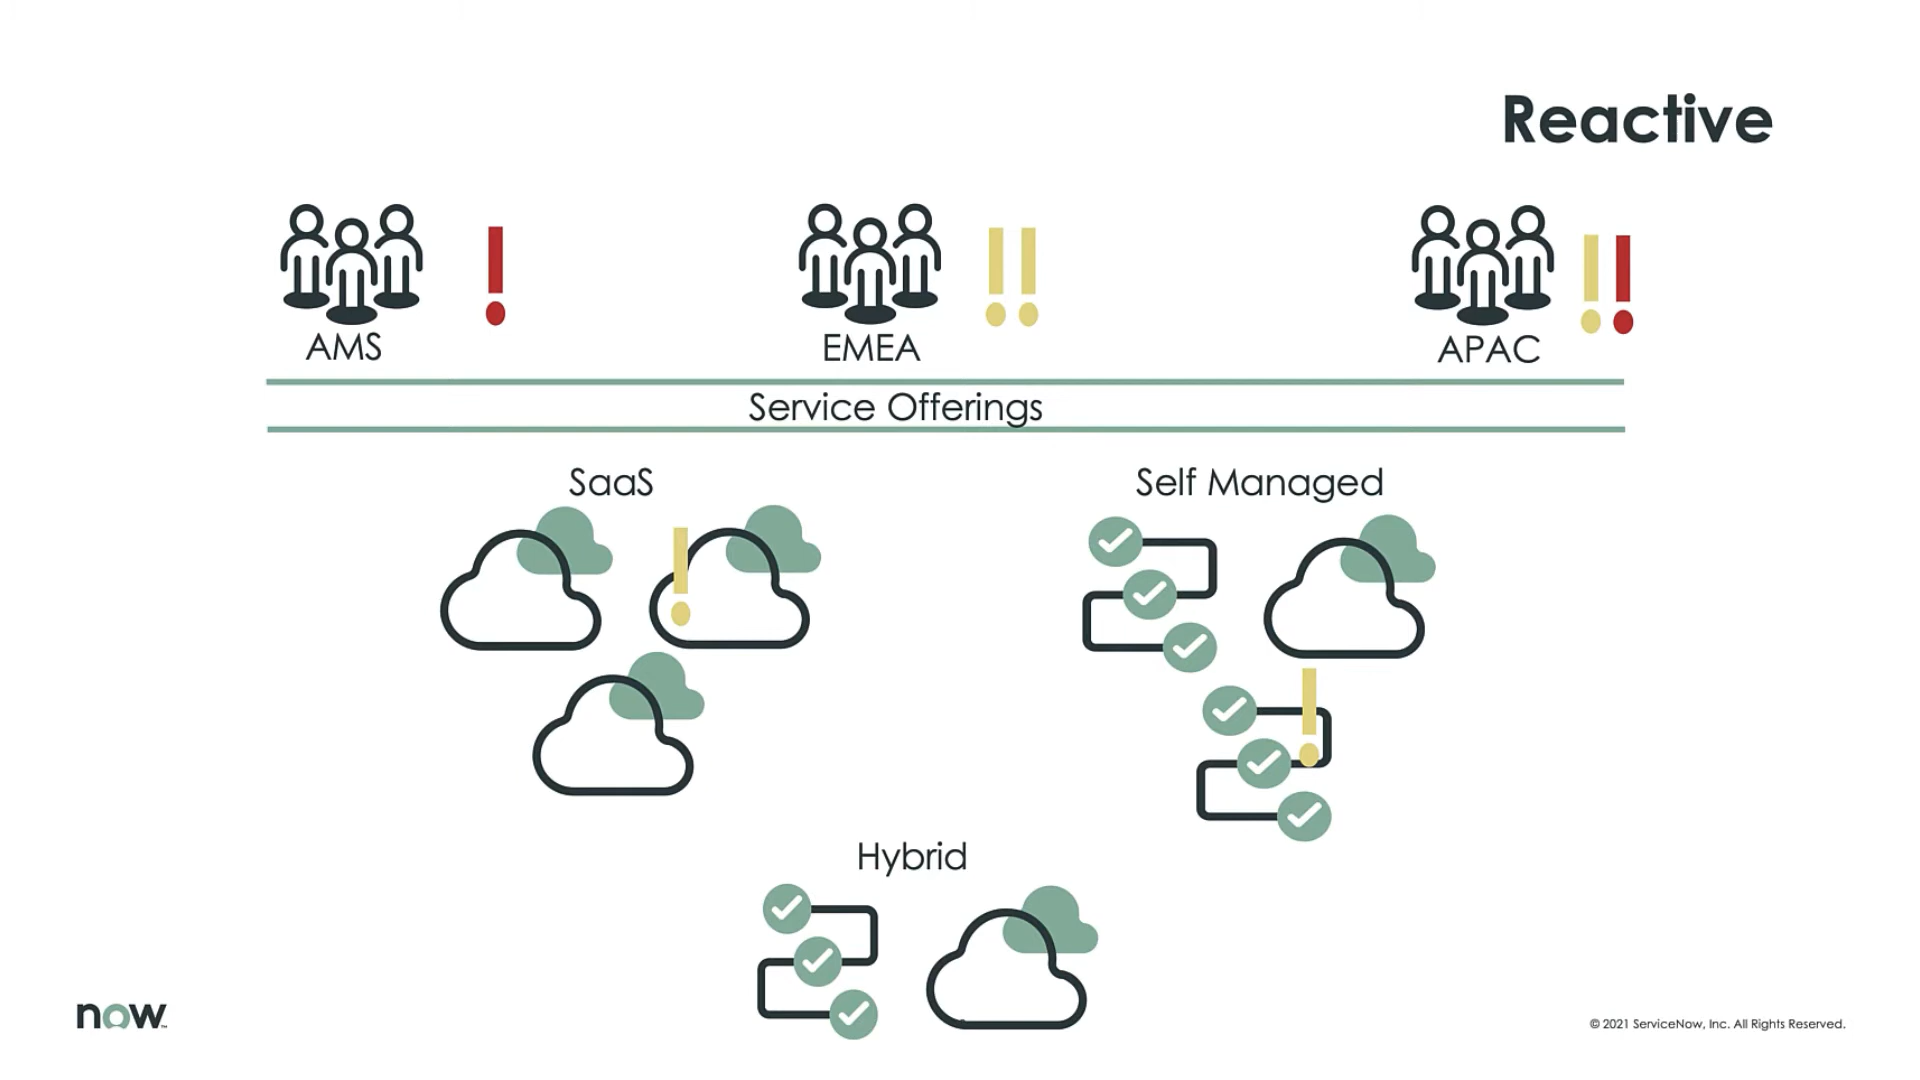 Reactive
AMS
EMEA
APAC
Service Offerings
SaaS
Self Managed
Hybrid
now
© 2021 ServiceNow, Inc. All Rights Reserved.